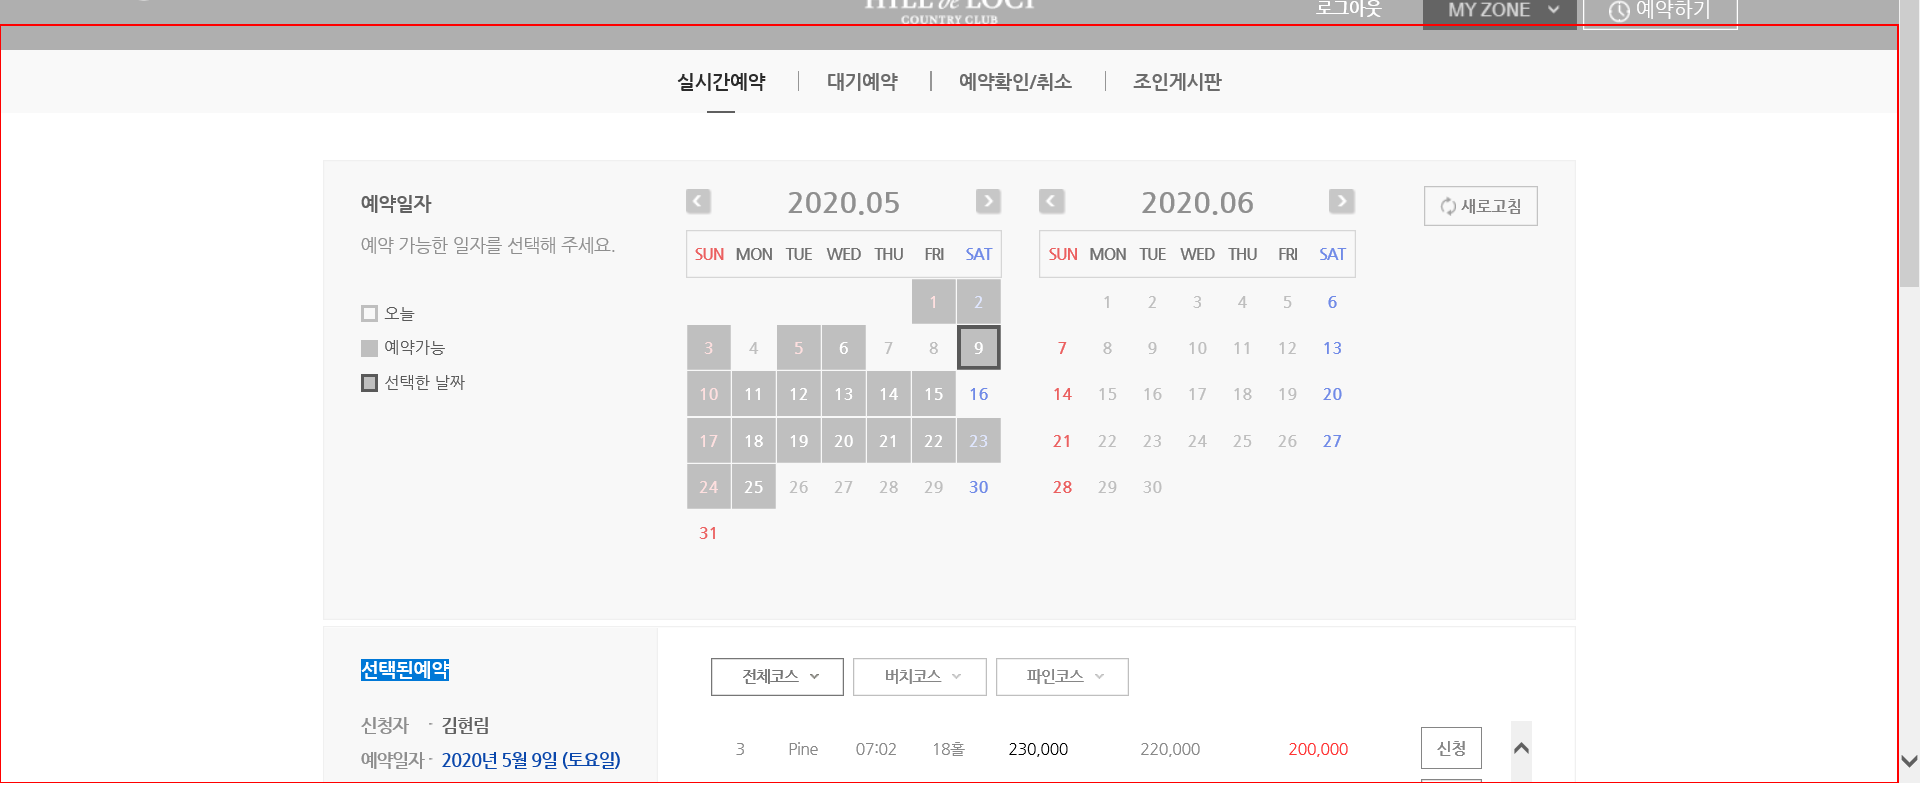 HILL de LOCI
COUNTRY CLUB
로그아웃
MY ZONE
예약하기
실시간예약
대기예약
예약확인/취소
조인게시판
예약일자
예약 가능한 일자를 선택해 주세요.
오늘
예약가능
선택한 날짜
2020.05
SUN MON TUE WED THU FRI SAT
1 2
3 4 5 6 7 8 9
10 11 12 13 14 15 16
17 18 19 20 21 22 23
24 25 26 27 28 29 30
31
2020.06
SUN MON TUE WED THU FRI SAT
1 2 3 4 5 6
7 8 9 10 11 12 13
14 15 16 17 18 19 20
21 22 23 24 25 26 27
28 29 30
새로고침
선택된예약
신청자 · 김현림
예약일자 · 2020년 5월 9일 (토요일)
전체코스
버치코스
파인코스
3 Pine 07:02 18홀 230,000 220,000 200,000 신청